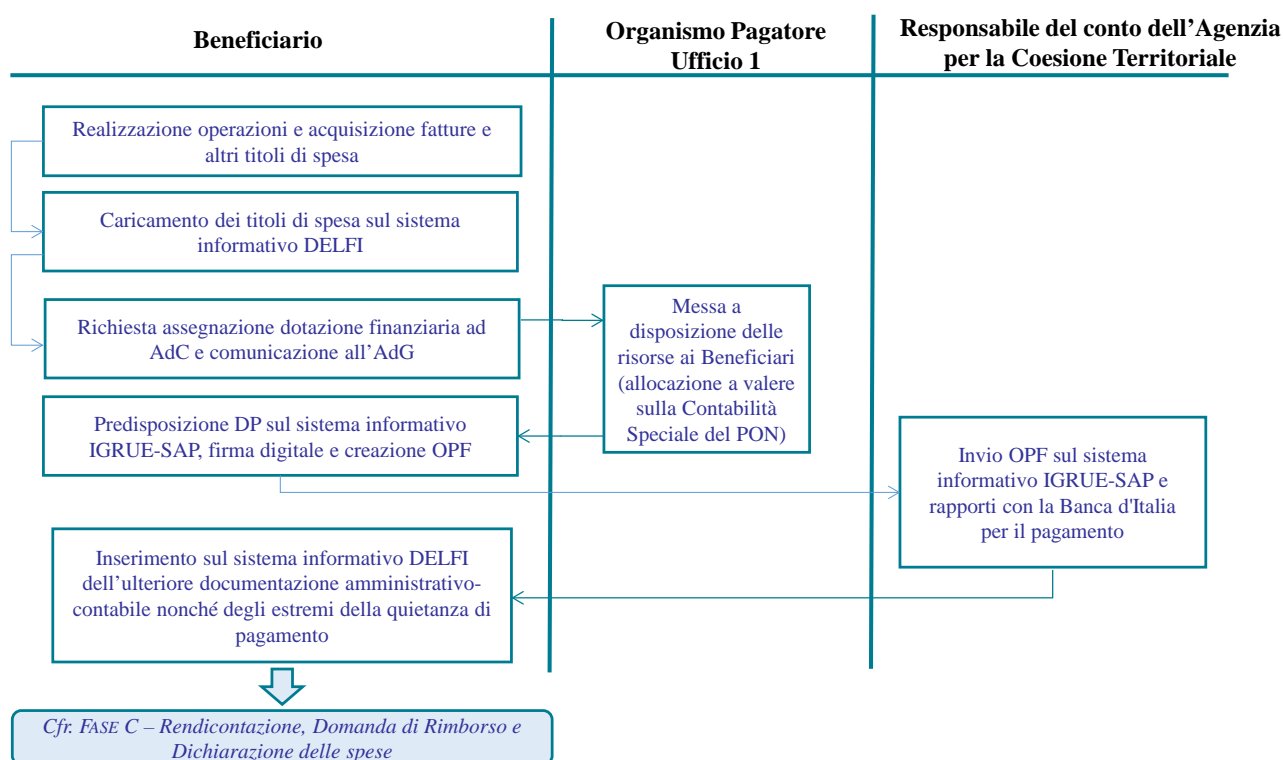 Beneficiario
Organismo Pagatore
Ufficio 1
Responsabile del conto dell'Agenzia
per la Coesione Territoriale
Realizzazione operazioni e acquisizione fatture e
altri titoli di spesa
Caricamento dei titoli di spesa sul sistema
informativo DELFI
Richiesta assegnazione dotazione finanziaria ad
AdC e comunicazione all'AdG
Messa a
disposizione delle
risorse ai Beneficiari
(allocazione a valere
sulla Contabilità
Speciale del PON)
Predisposizione DP sul sistema informativo
IGRUE-SAP, firma digitale e creazione OPF
Invio OPF sul sistema
informativo IGRUE-SAP e
rapporti con la Banca d'Italia
per il pagamento
Inserimento sul sistema informativo DELFI
dell'ulteriore documentazione amministrativo-
contabile nonché degli estremi della quietanza di
pagamento
Cfr. FASE C – Rendicontazione, Domanda di Rimborso e
Dichiarazione delle spese